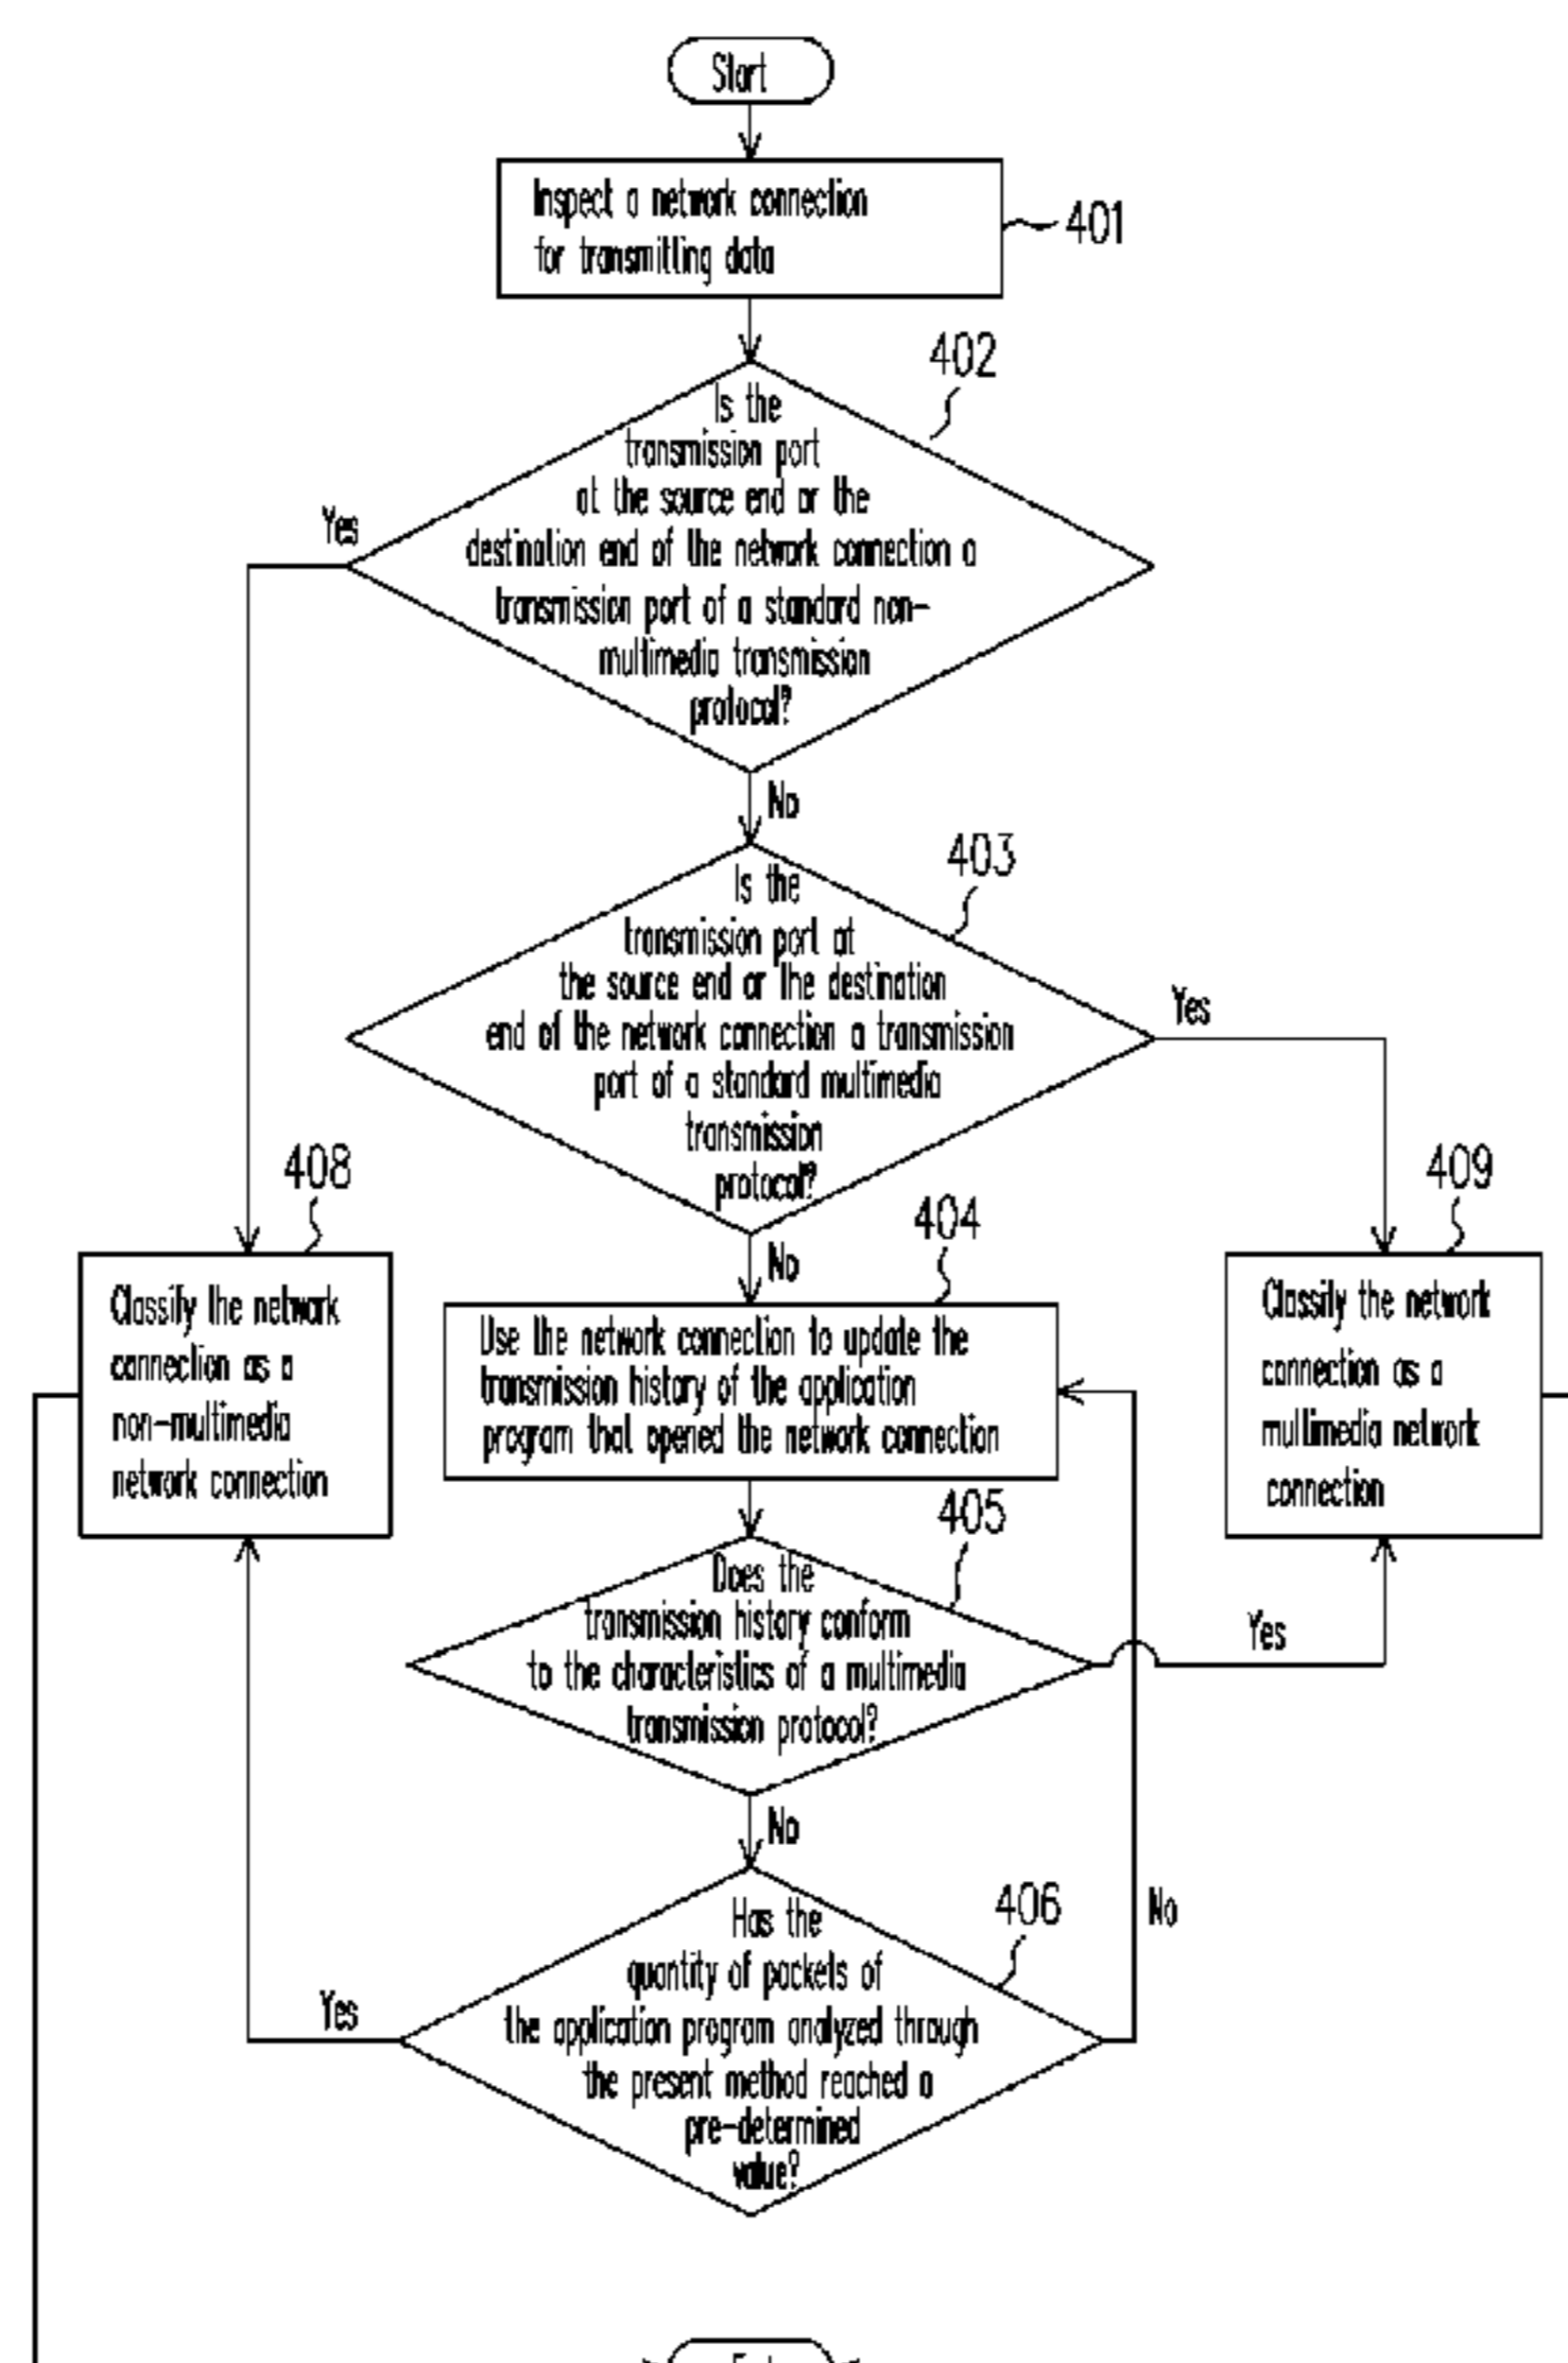 Start
Inspect a network connection
for transmitting data
401
402
Is the
transmission port
at the source end or the
destination end of the network connection a
transmission port of a standard non-
multimedia transmission
protocol?
Yes
No
403
Is the
transmission port at
the source end or the destination
end of the network connection a transmission
port of a standard multimedia
transmission
protocol?
Yes
No
408
Classify the network
connection as a
non-multimedia
network connection
404
Use the network connection to update the
transmission history of the application
program that opened the network connection
409
Classify the network
connection as a
multimedia network
connection
405
Does the
transmission history conform
to the characteristics of a multimedia
transmission protocol?
Yes
No
406
Has the
quantity of packets of
the application program analyzed through
the present method reached a
pre-determined
value?
Yes
No